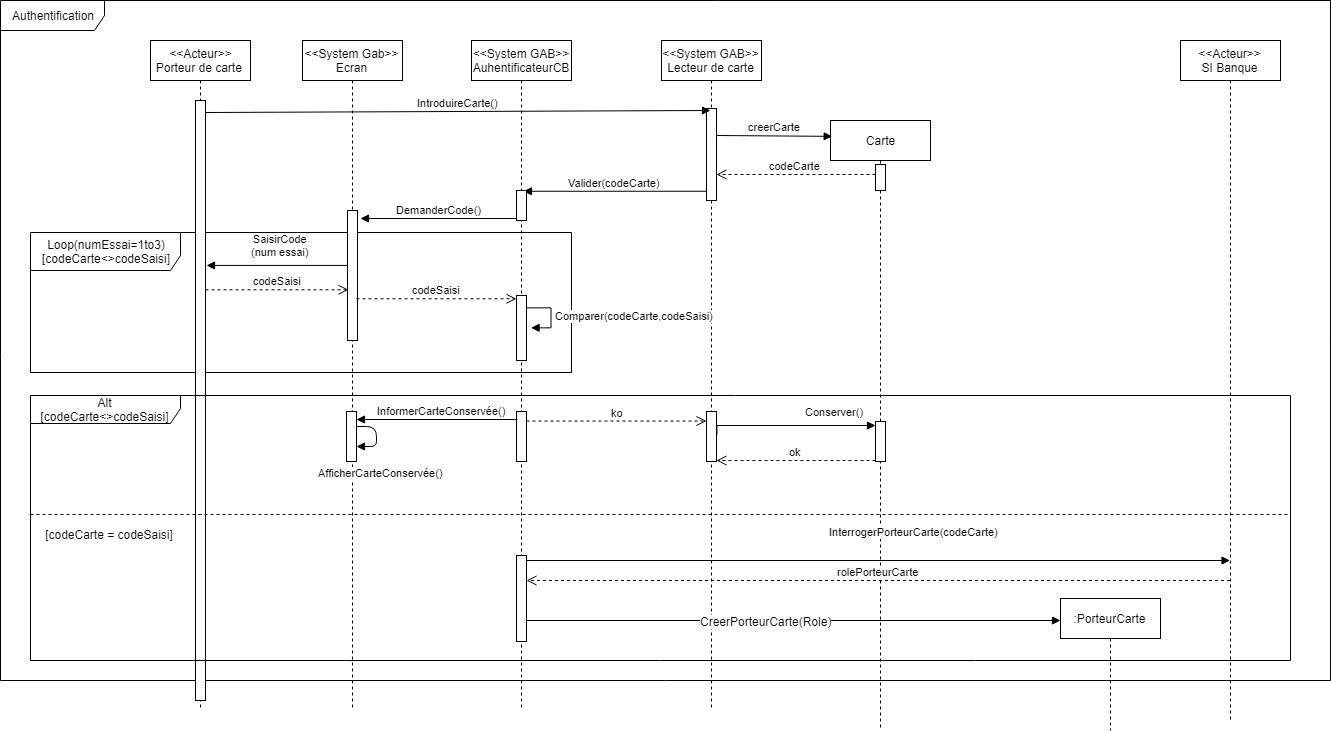 Authentification
<<Acteur>>
Porteur de carte
<<System Gab>>
Ecran
<<System GAB>>
AuhentificateurCB
<<System GAB>>
Lecteur de carte
<<Acteur>>
SI Banque
IntroduireCarte()
creerCarte
Carte
codeCarte
Valider(codeCarte)
DemanderCode()
Loop(numEssai=1to3)
[codeCarte<>codeSaisi]
SaisirCode
(num essai)
codeSaisi
codeSaisi
Comparer(codeCarte,codeSaisi)
Alt
[codeCarte<>codeSaisi]
InformerCarteConservée()
ko
Conserver()
ok
AfficherCarteConservée()
[codeCarte = codeSaisi]
InterrogerPorteurCarte(codeCarte)
rolePorteurCarte
CreerPorteurCarte(Role)
:PorteurCarte